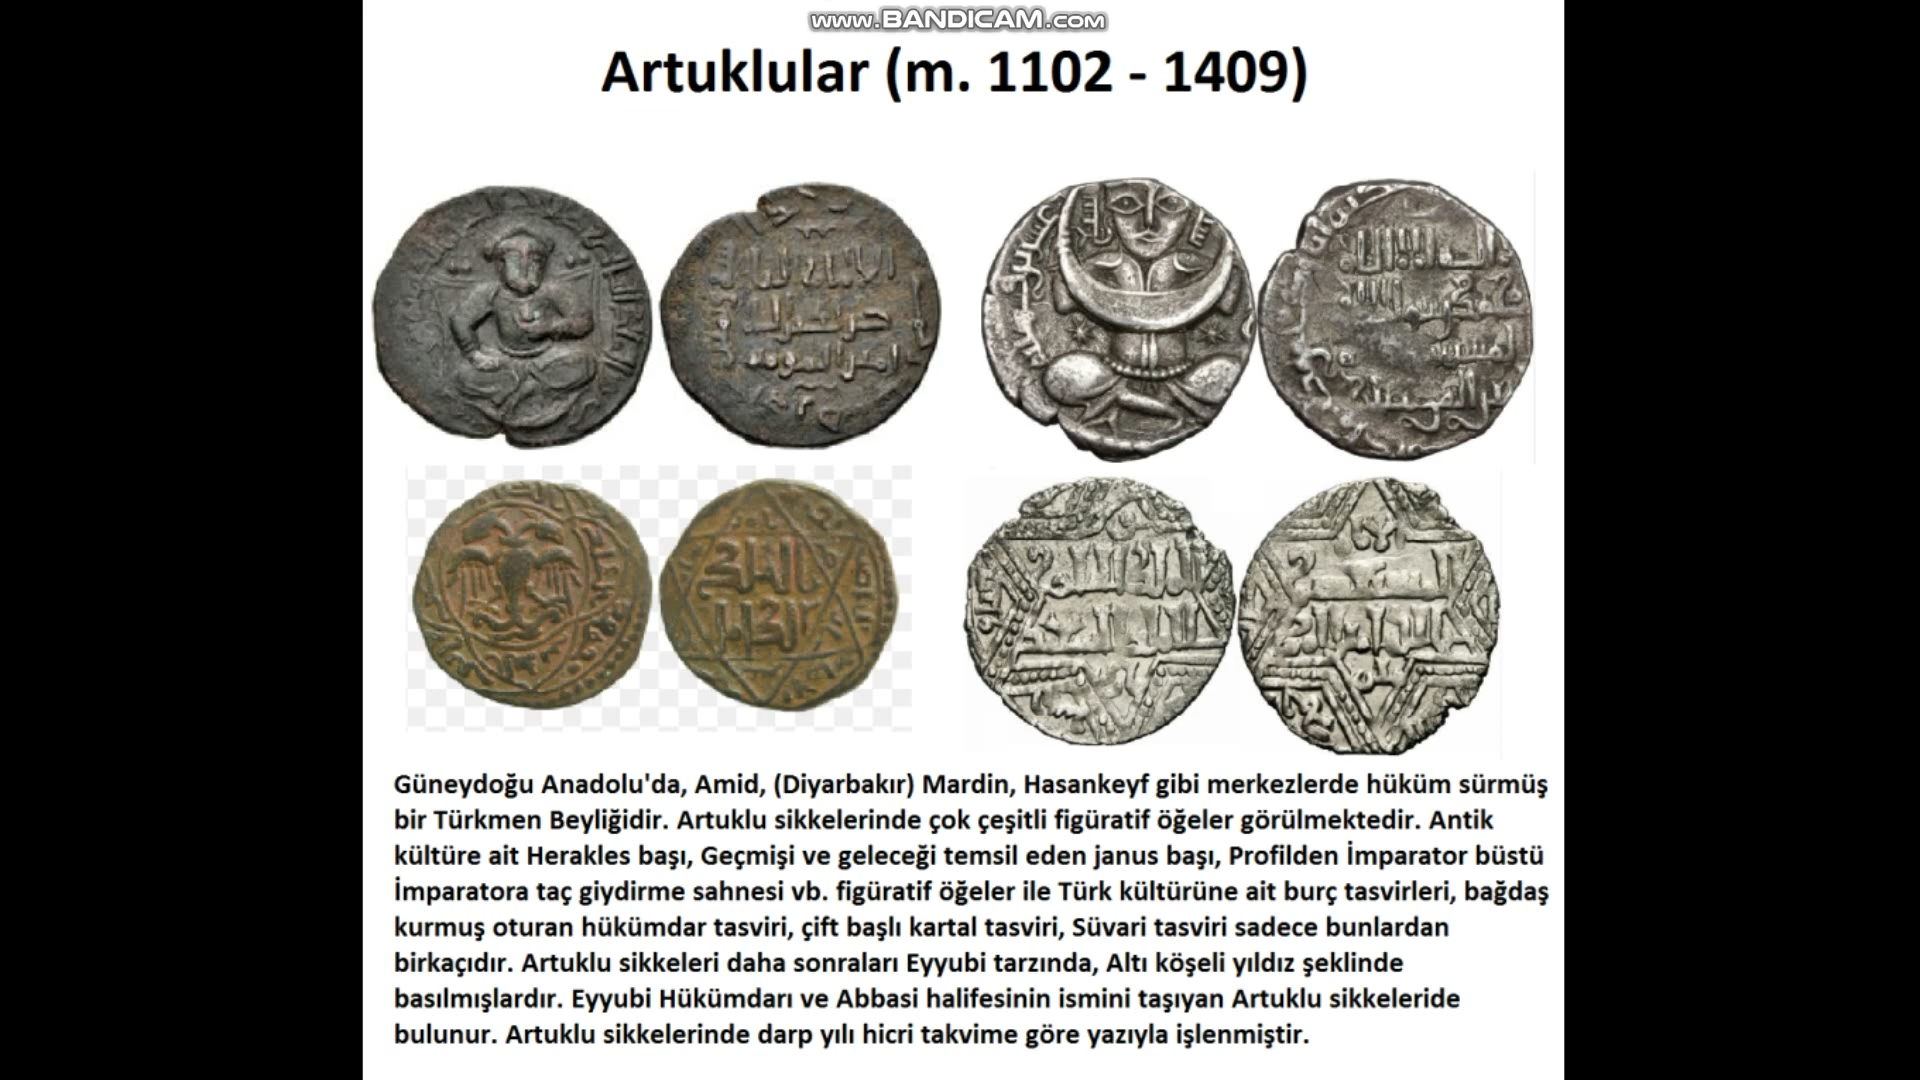 www.BANDICAM.com
Artuklular (m. 1102 - 1409)
Güneydoğu Anadolu'da, Amid, (Diyarbakır) Mardin, Hasankeyf gibi merkezlerde hüküm sürmüş
bir Türkmen Beyliğidir. Artuklu sikkelerinde çok çeşitli figüratif öğeler görülmektedir. Antik
kültüre ait Herakles başı, Geçmişi ve geleceği temsil eden janus başı, Profilden İmparator büstü
İmparatora taç giydirme sahnesi vb. figüratif öğeler ile Türk kültürüne ait burç tasvirleri, bağdaş
kurmuş oturan hükümdar tasviri, çift başlı kartal tasviri, Süvari tasviri sadece bunlardan
birkaçıdır. Artuklu sikkeleri daha sonraları Eyyubi tarzında, Altı köşeli yıldız şeklinde
basılmışlardır. Eyyubi Hükümdarı ve Abbasi halifesinin ismini taşıyan Artuklu sikkeleride
bulunur. Artuklu sikkelerinde darp yılı hicri takvime göre yazıyla işlenmiştir.